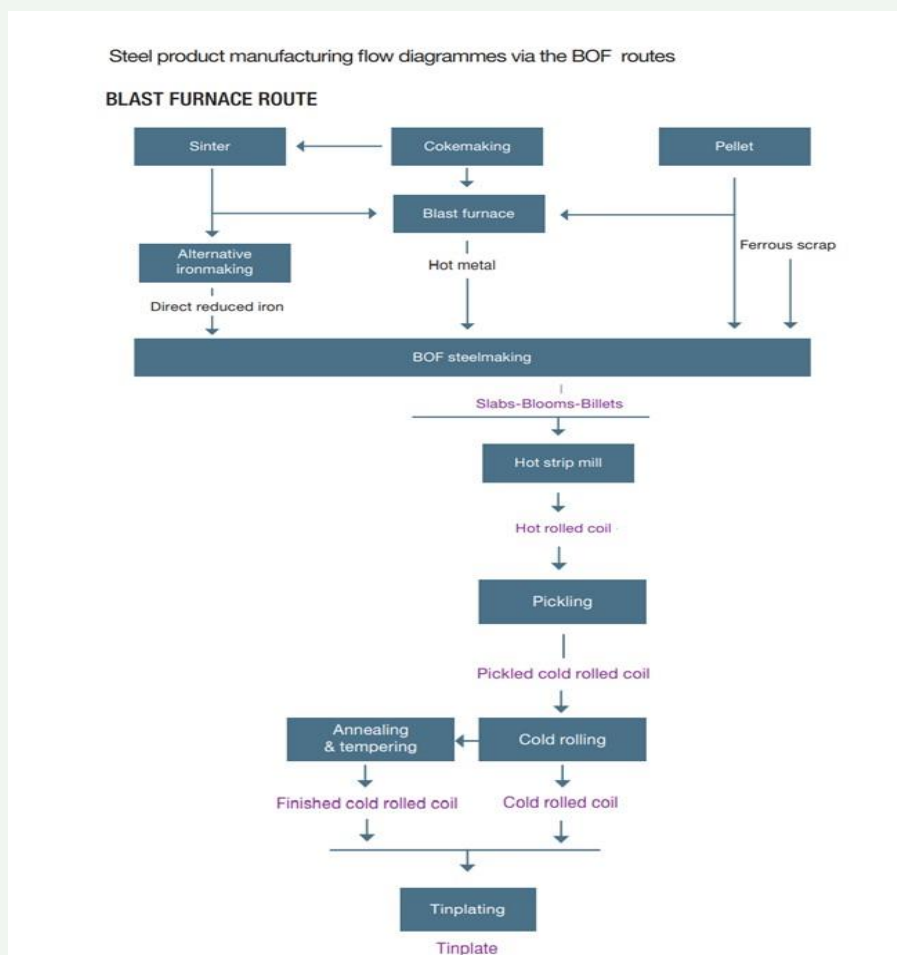 Steel product manufacturing flow diagrammes via the BOF routes
BLAST FURNACE ROUTE
Sinter
Cokemaking
Pellet
Blast furnace
Ferrous scrap
Alternative
ironmaking
Hot metal
Direct reduced iron
BOF steelmaking
Slabs-Blooms-Billets
Hot strip mill
Hot rolled coil
Pickling
Pickled cold rolled coil
Annealing
& tempering
Cold rolling
Finished cold rolled coil
Cold rolled coil
Tinplating
Tinplate